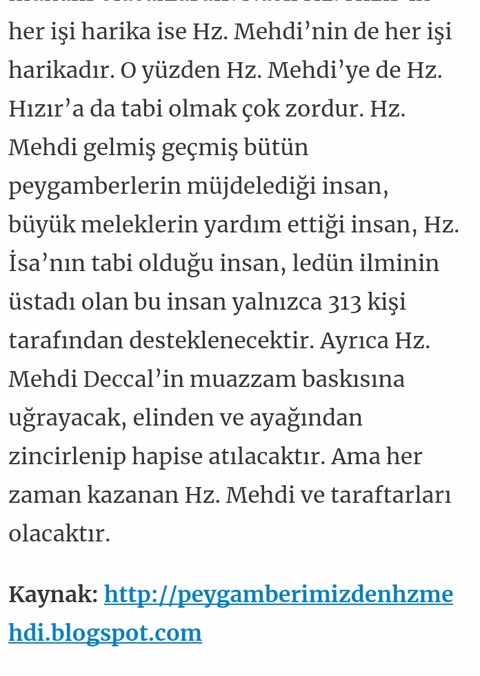 her işi harika ise Hz. Mehdi’nin de her işi
harikadır. O yüzden Hz. Mehdi’ye de Hz.
Hızır’a da tabi olmak çok zordur. Hz.
Mehdi gelmiş geçmiş bütün
peygamberlerin müjdelediği insan,
büyük meleklerin yardım ettiği insan, Hz.
İsa’nın tabi olduğu insan, ledün ilminin
üstadı olan bu insan yalnızca 313 kişi
tarafından desteklenecektir. Ayrıca Hz.
Mehdi Deccal’in muazzam baskısına
uğrayacak, elinden ve ayağından
zincirlenip hapise atılacaktır. Ama her
zaman kazanan Hz. Mehdi ve taraftarları
olacaktır.
Kaynak: http://peygamberimizdenhzme
hdi.blogspot.com